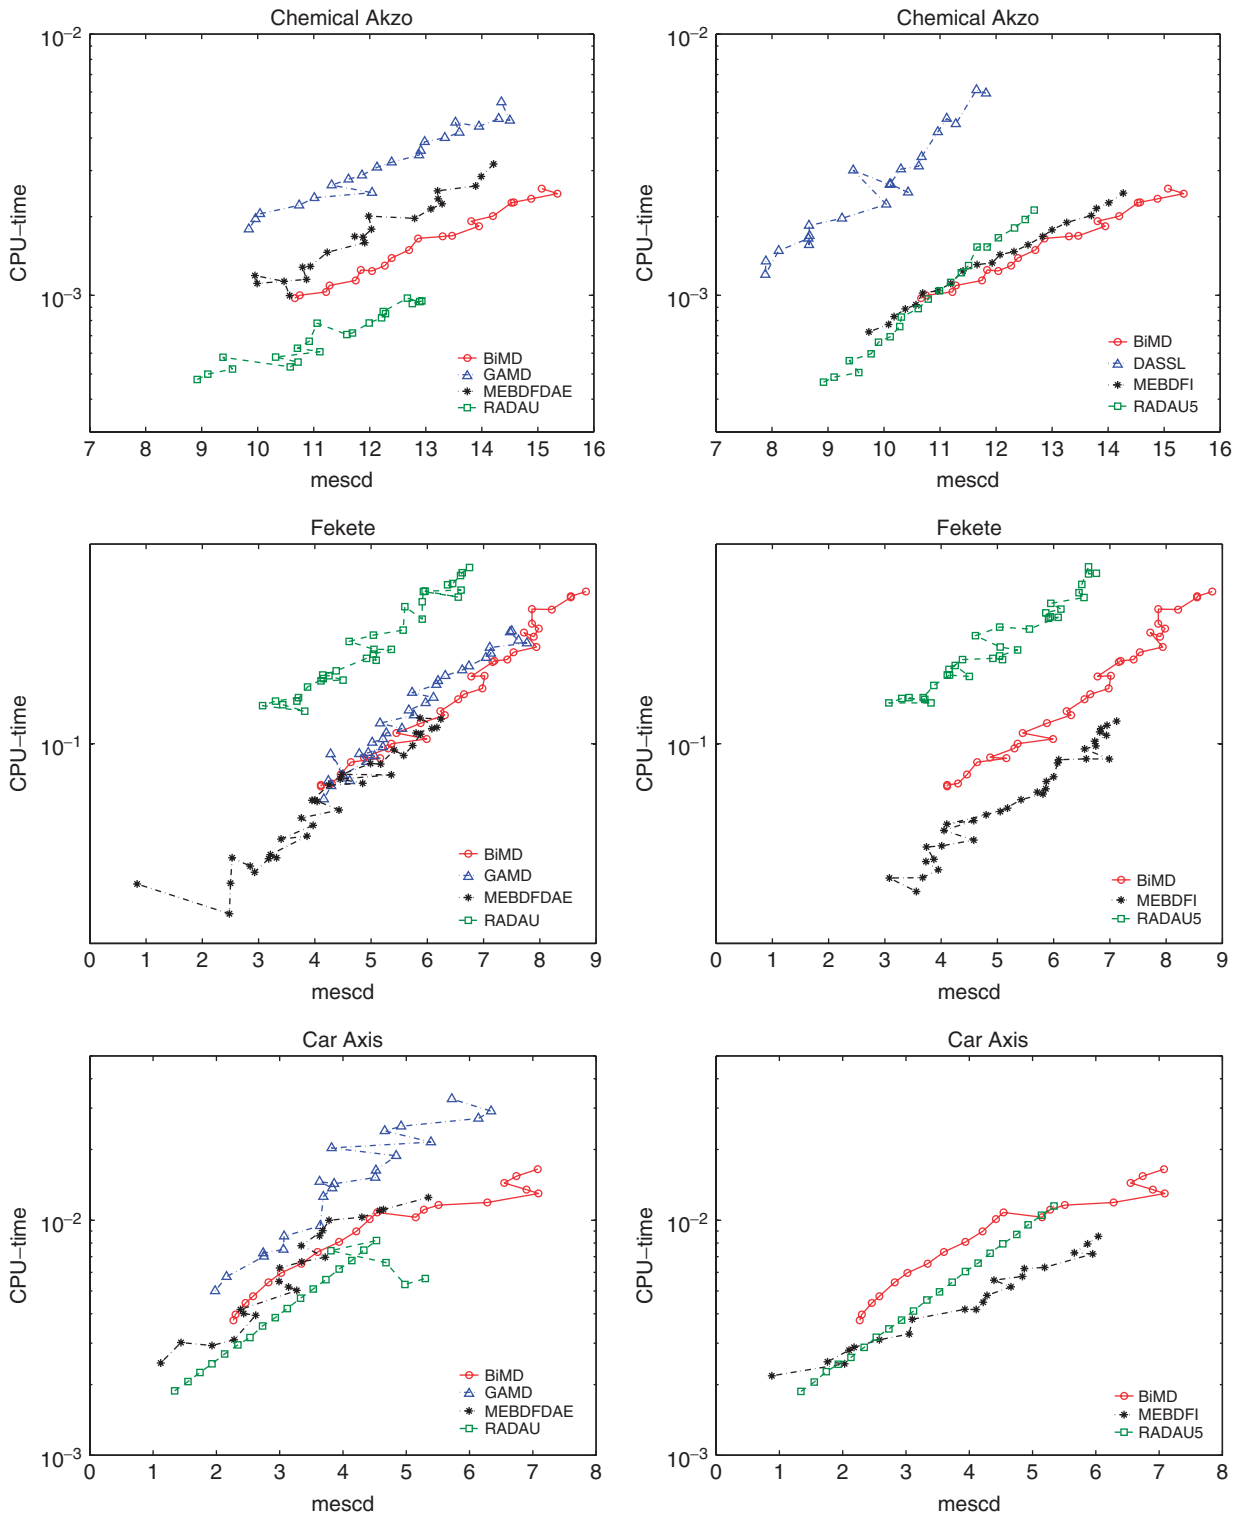 Chemical Akzo
10−2
CPU−time
10−3
BiMD
GAMD
MEBDFDAE
RADAU
7 8 9 10 11 12 13 14 15 16
mescd
Chemical Akzo
10−2
CPU−time
10−3
BiMD
DASSL
MEBDFI
RADAU5
7 8 9 10 11 12 13 14 15 16
mescd
Fekete
CPU−time
10−1
BiMD
GAMD
MEBDFDAE
RADAU
0 1 2 3 4 5 6 7 8 9
mescd
Fekete
CPU−time
10−1
BiMD
MEBDFI
RADAU5
0 1 2 3 4 5 6 7 8 9
mescd
Car Axis
CPU−time
10−2
BiMD
GAMD
MEBDFDAE
RADAU
10−3
0 1 2 3 4 5 6 7 8
mescd
Car Axis
CPU−time
10−2
BiMD
MEBDFI
RADAU5
10−3
0 1 2 3 4 5 6 7 8
mescd